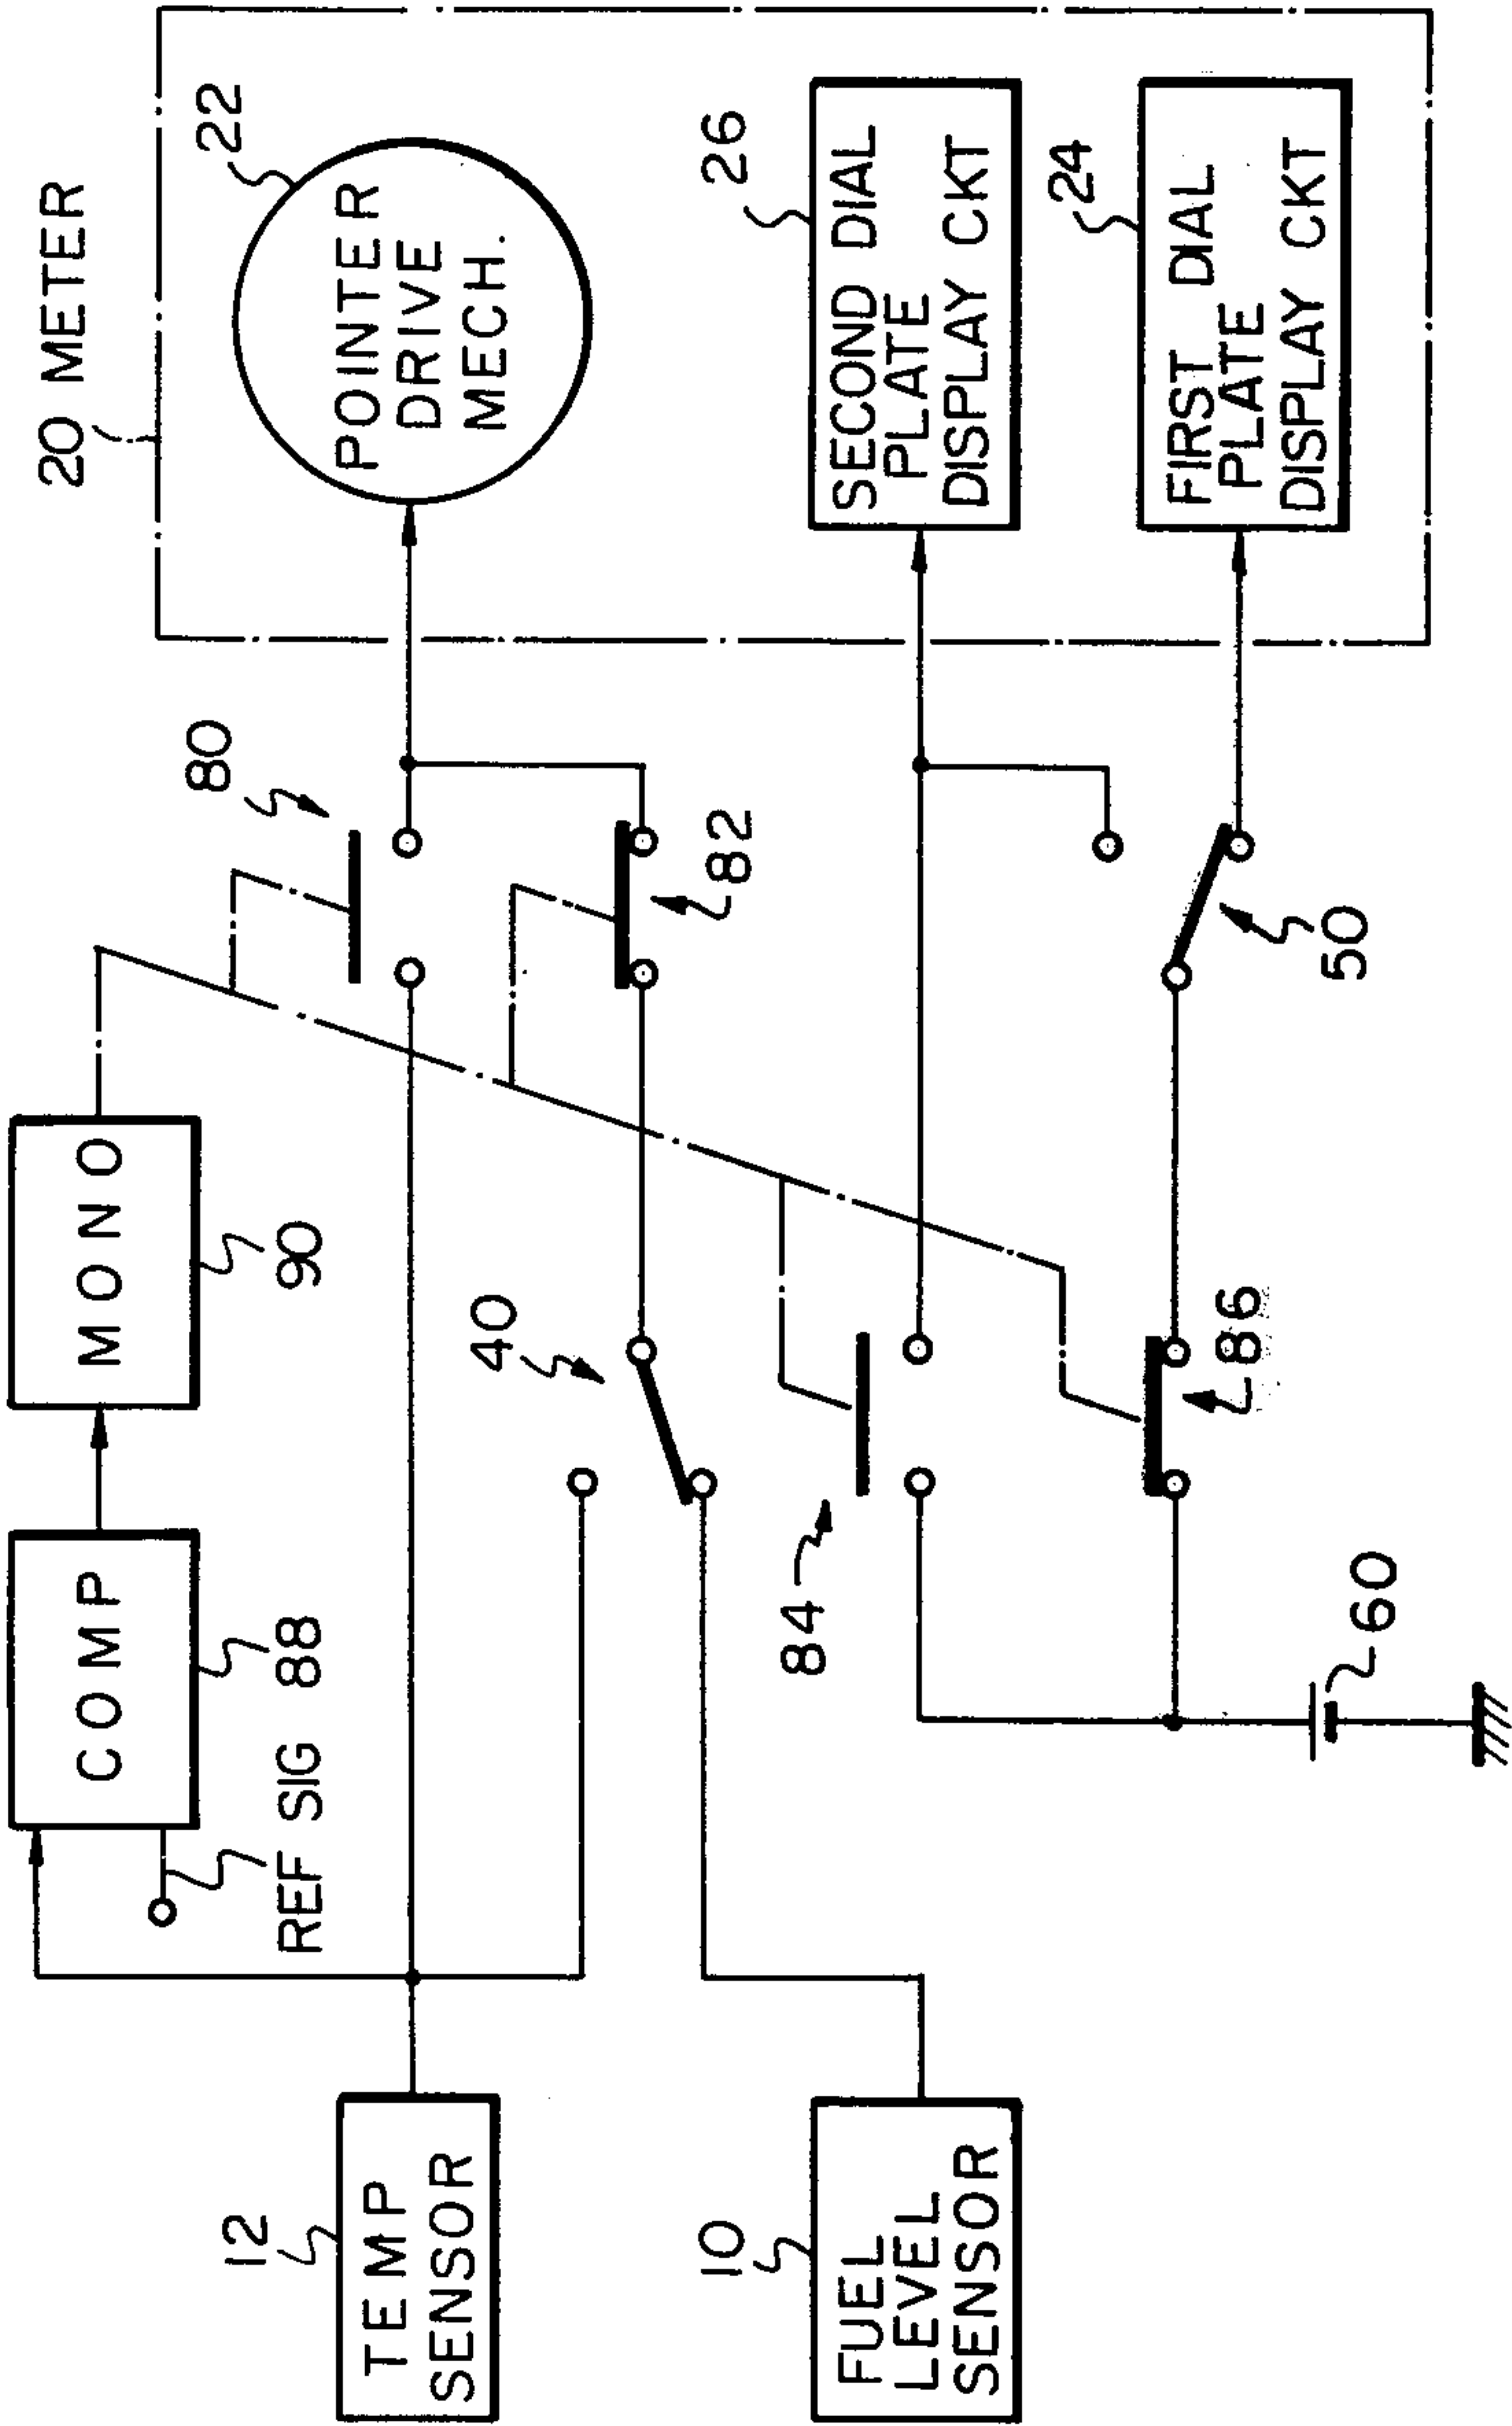 20 METER
22
POINTER
DRIVE
MECH.
26
SECOND DIAL
PLATE
DISPLAY CKT
24
FIRST DIAL
PLATE
DISPLAY CKT
80
82
50
MONO
90
40
84
86
COMP
88
REF SIG
60
12
TEMP
SENSOR
10
FUEL
LEVEL
SENSOR